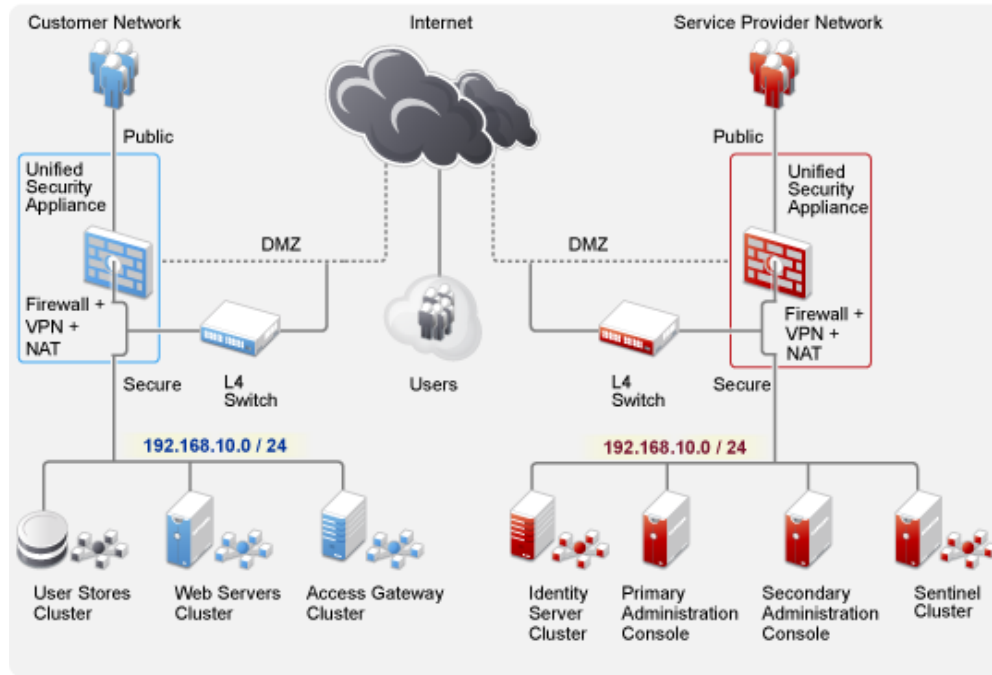 Customer Network
Internet
Service Provider Network
Public
Public
Unified
Security
Appliance
Unified
Security
Appliance
DMZ
DMZ
Firewall +
VPN +
NAT
Firewall +
VPN +
NAT
Secure
L4
Switch
Users
L4
Switch
Secure
192.168.10.0 / 24
192.168.10.0 / 24
User Stores
Cluster
Web Servers
Cluster
Access Gateway
Cluster
Identity
Server
Cluster
Primary
Administration
Console
Secondary
Administration
Console
Sentinel
Cluster